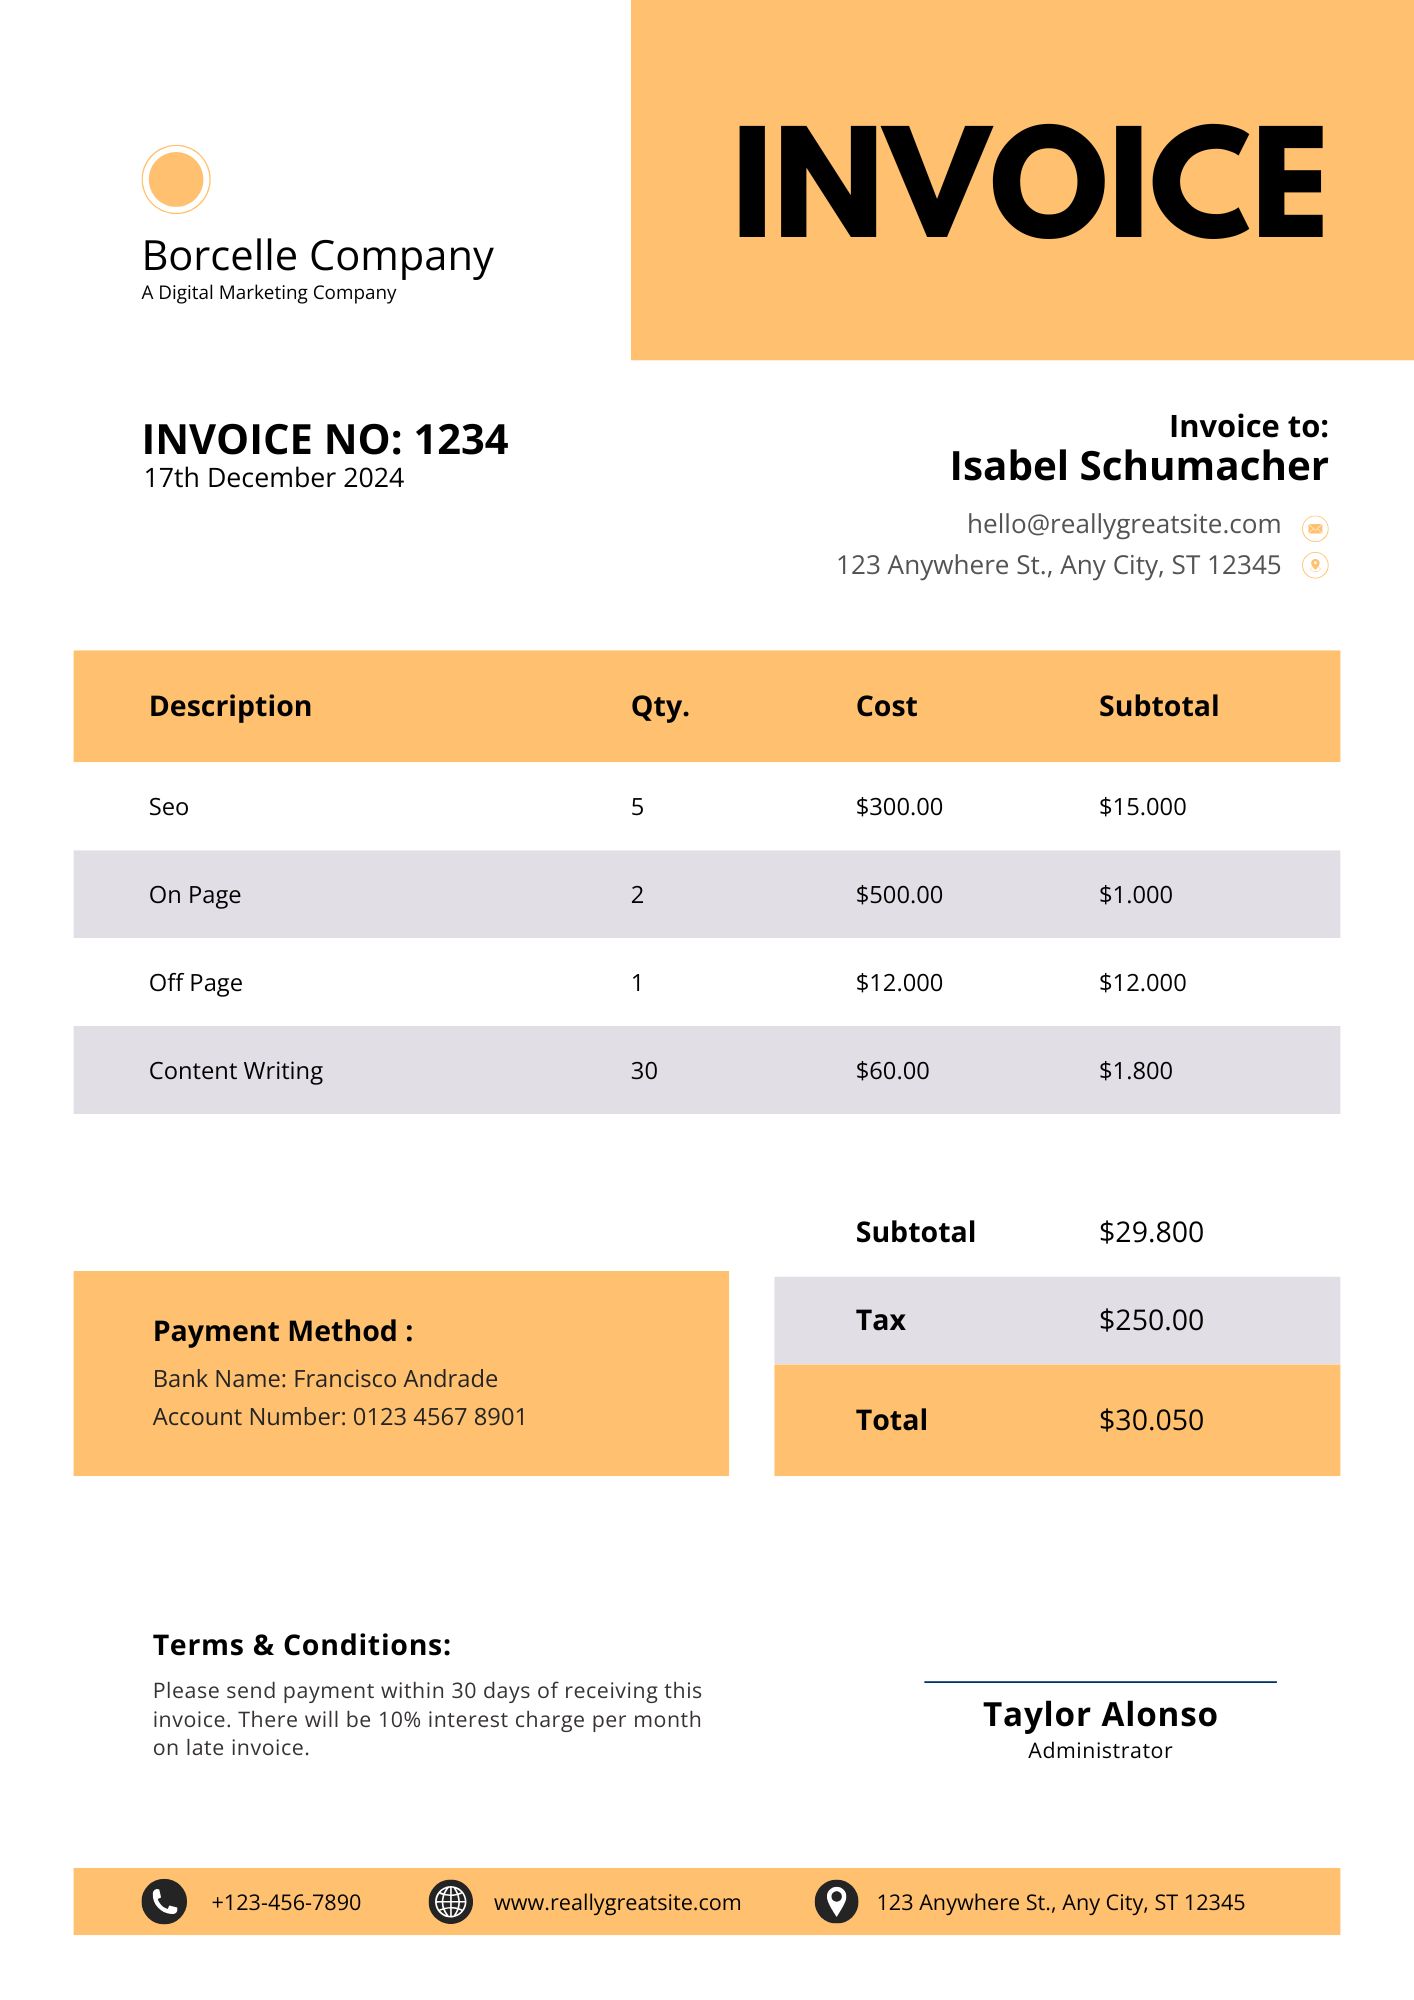 INVOICE
Borcelle Company
A Digital Marketing Company
INVOICE NO: 1234
17th December 2024
Invoice to:
Isabel Schumacher
hello@reallygreatsite.com
123 Anywhere St., Any City, ST 12345
Description Qty. Cost Subtotal
Seo 5 $300.00 $15.000
On Page 2 $500.00 $1.000
Off Page 1 $12.000 $12.000
Content Writing 30 $60.00 $1.800
Subtotal $29.800
Tax $250.00
Total $30.050
Payment Method :
Bank Name: Francisco Andrade
Account Number: 0123 4567 8901
Terms & Conditions:
Please send payment within 30 days of receiving this
invoice. There will be 10% interest charge per month
on late invoice.
Taylor Alonso
Administrator
+123-456-7890 www.reallygreatsite.com 123 Anywhere St., Any City, ST 12345